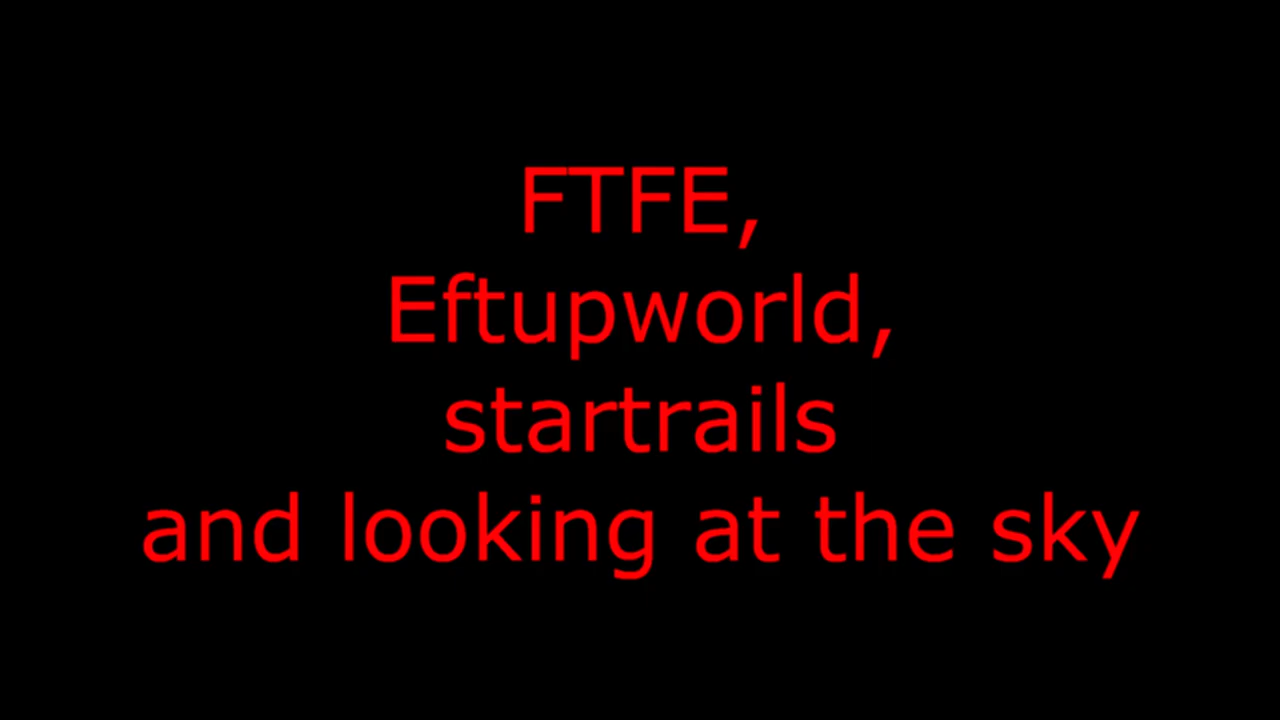 FTFE,
Eftupworld,
startrails
and looking at the sky